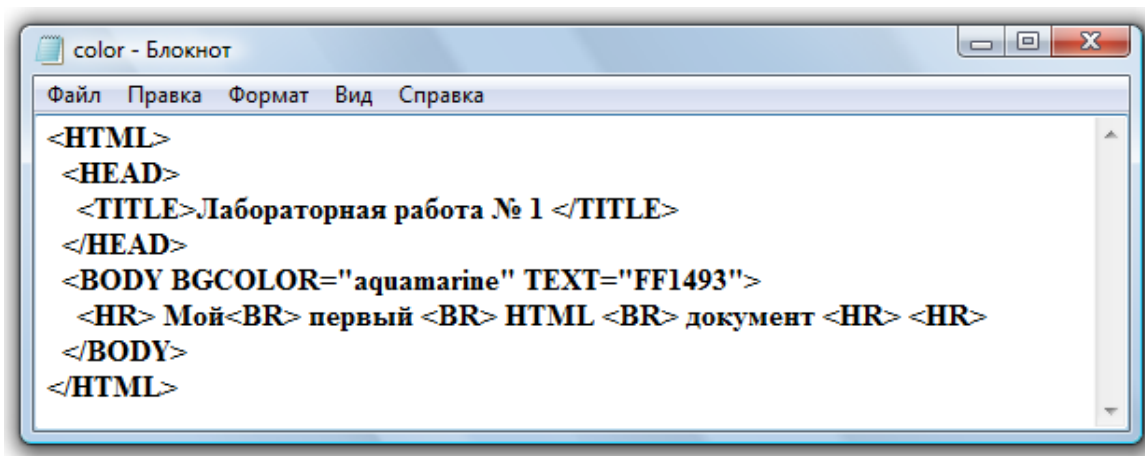 color - Блокнот
Файл Правка Формат Вид Справка
<HTML>
<HEAD>
<TITLE>Лабораторная работа № 1 </TITLE>
</HEAD>
<BODY BGCOLOR="aquamarine" TEXT="FF1493">
<HR> Мой<BR> первый <BR> HTML <BR> документ <HR> <HR>
</BODY>
</HTML>